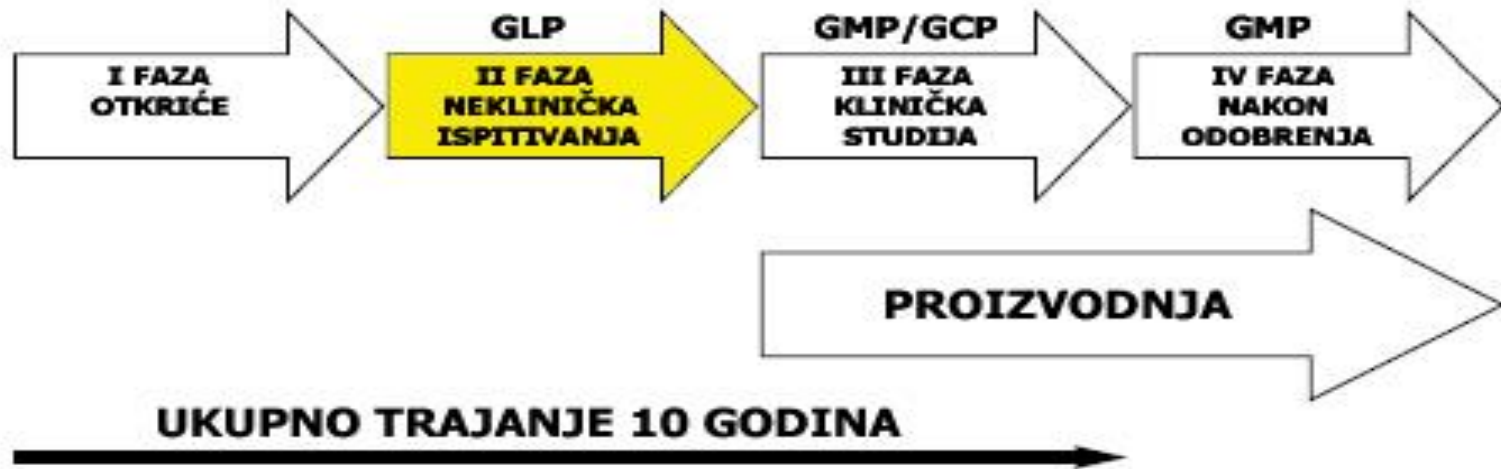 GLP
GMP/GCP
GMP
I FAZA
OTKRIĆE
II FAZA
NEKLINIČKA
ISPITIVANJA
III FAZA
KLINIČKA
STUDIJA
IV FAZA
NAKON
ODOBRENJA
PROIZVODNJA
UKUPNO TRAJANJE 10 GODINA